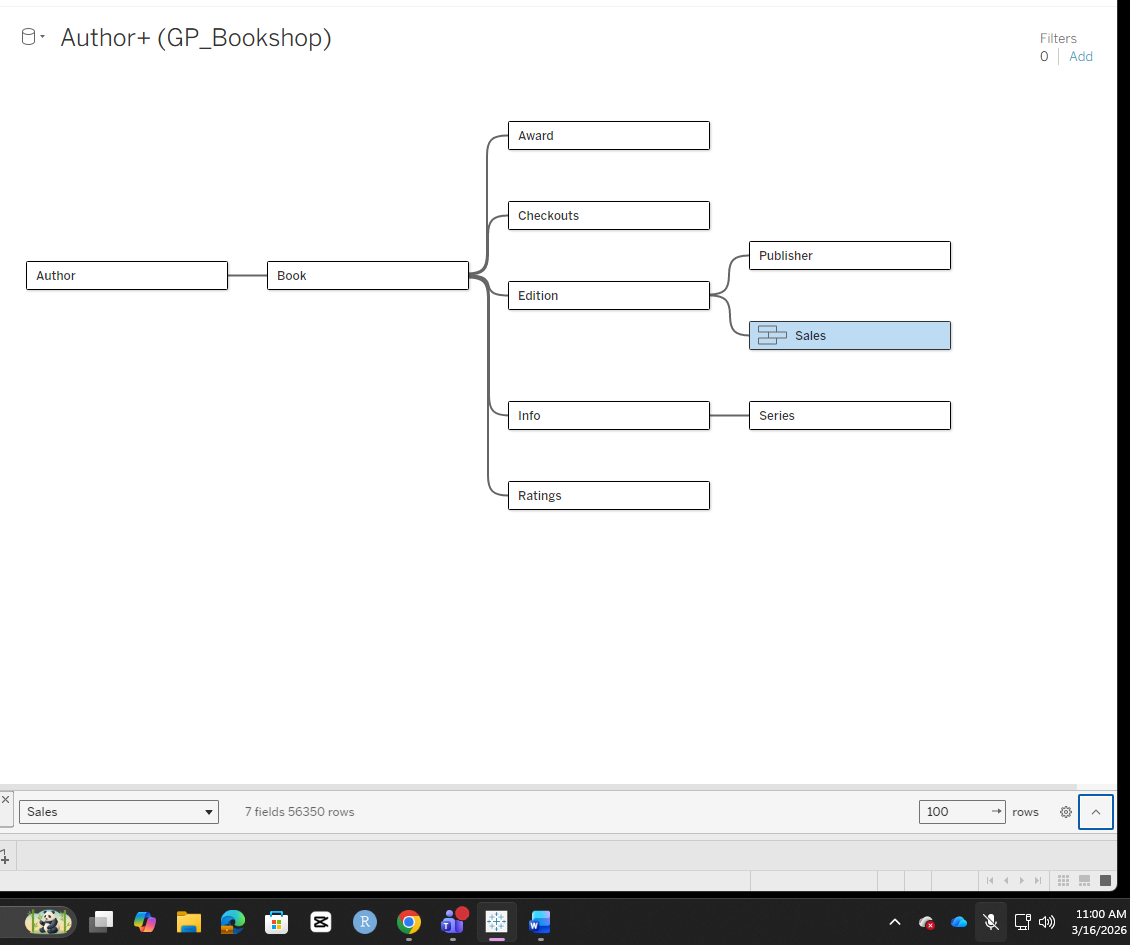 Author+ (GP_Bookshop)
Filters
0 Add
Award
Checkouts
Publisher
Author
Book
Edition
Sales
Info
Series
Ratings
Sales
7 fields 56350 rows
100 → rows
11:00 AM
3/16/2026